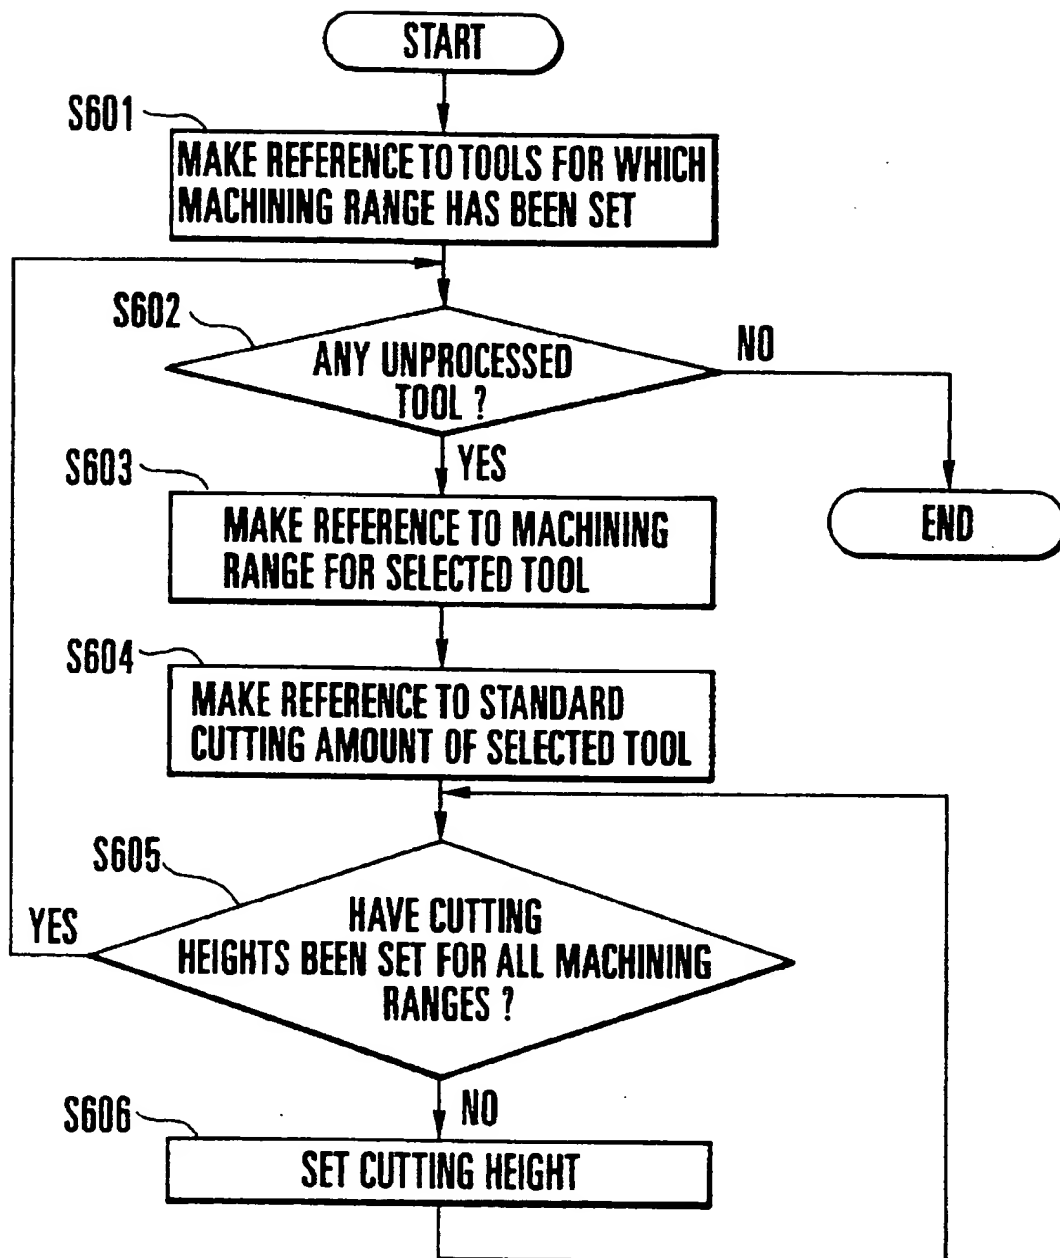 START
S601
MAKE REFERENCE TO TOOLS FOR WHICH
MACHINING RANGE HAS BEEN SET
S602
ANY UNPROCESSED
TOOL ?
NO
YES
S603
MAKE REFERENCE TO MACHINING
RANGE FOR SELECTED TOOL
END
S604
MAKE REFERENCE TO STANDARD
CUTTING AMOUNT OF SELECTED TOOL
S605
YES
HAVE CUTTING
HEIGHTS BEEN SET FOR ALL MACHINING
RANGES ?
NO
S606
SET CUTTING HEIGHT